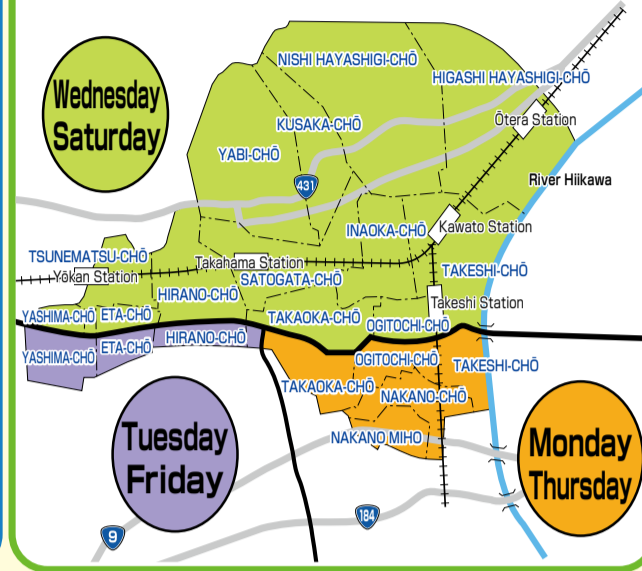 NISHI HAYASHIGI-CHŌ
HIGASHI HAYASHIGI-CHŌ
Wednesday
Saturday
KUSAKA-CHŌ
Ōtera Station
YABI-CHŌ
431
River Hiikawa
INAOKA-CHŌ
Kawato Station
TSUNEMATSU-CHŌ
Takahama Station
TAKESHI-CHŌ
Yōkan Station
SATOGATA-CHŌ
HIRANO-CHŌ
Takeshi Station
YASHIMA-CHŌ
ETA-CHŌ
TAKAOKA-CHŌ
OGITOCHI-CHŌ
HIRANO-CHŌ
YASHIMA-CHŌ
ETA-CHŌ
OGITOCHI-CHŌ
TAKESHI-CHŌ
TAKAOKA-CHŌ
NAKANO-CHŌ
Tuesday
Friday
NAKANO MIHO
Monday
Thursday
184
9